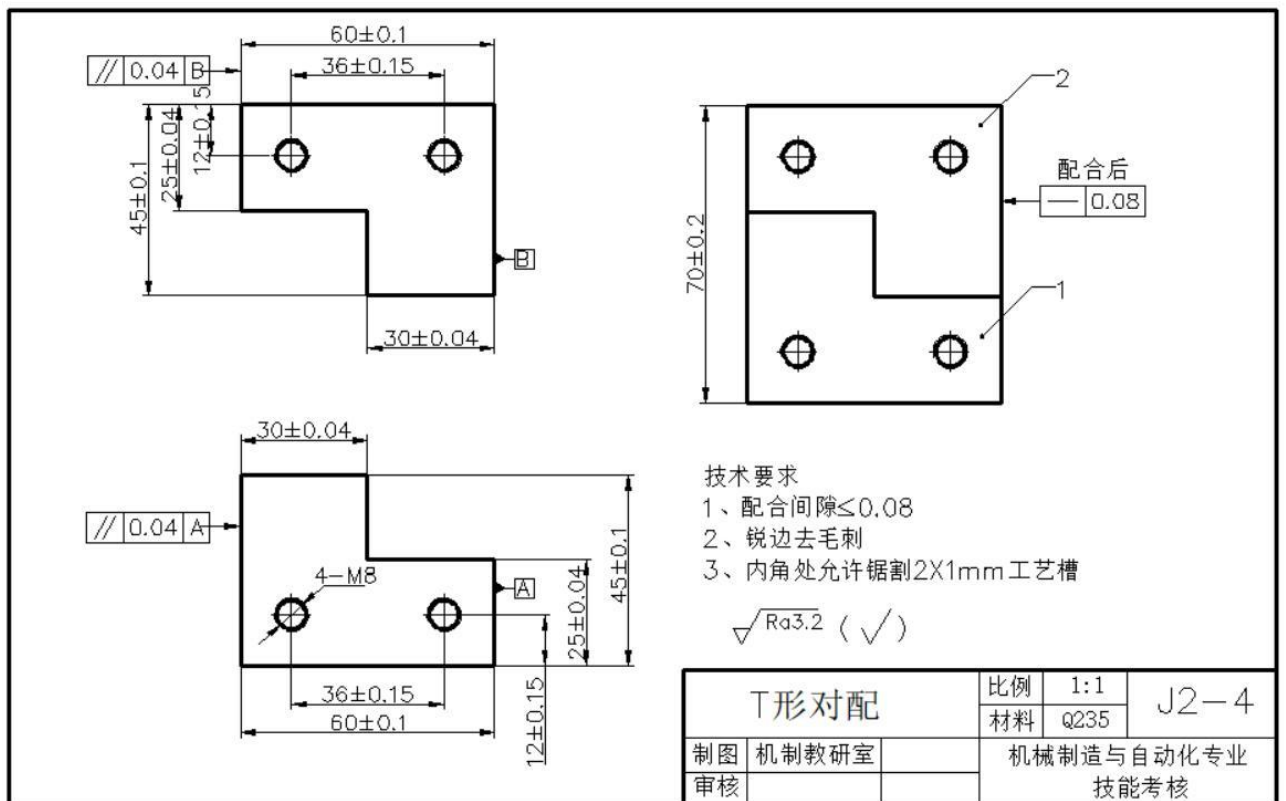 60±0.1
// 0.04 B
36±0.15
12±0.15
25±0.04
45±0.1
B
30±0.04
2
配合后
— 0.08
70±0.2
1
30±0.04
// 0.04 A
4-M8
A
45±0.1
25±0.04
12±0.15
36±0.15
60±0.1
技术要求
1、配合间隙≤0.08
2、锐边去毛刺
3、内角处允许锯割2X1mm工艺槽
Ra3.2 (√)
T形对配
比例 1:1
材料 Q235
J2-4
制图 机制教研室
审核
机械制造与自动化专业
技能考核